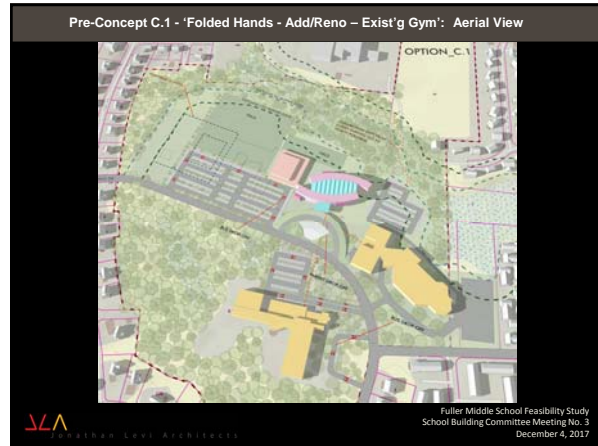 Pre-Concept C.1 - 'Folded Hands - Add/Reno – Exist'g Gym':  Aerial View
OPTION_C.1
Jonathan Levi Architects
Fuller Middle School Feasibility Study
School Building Committee Meeting No. 3
December 4, 2017